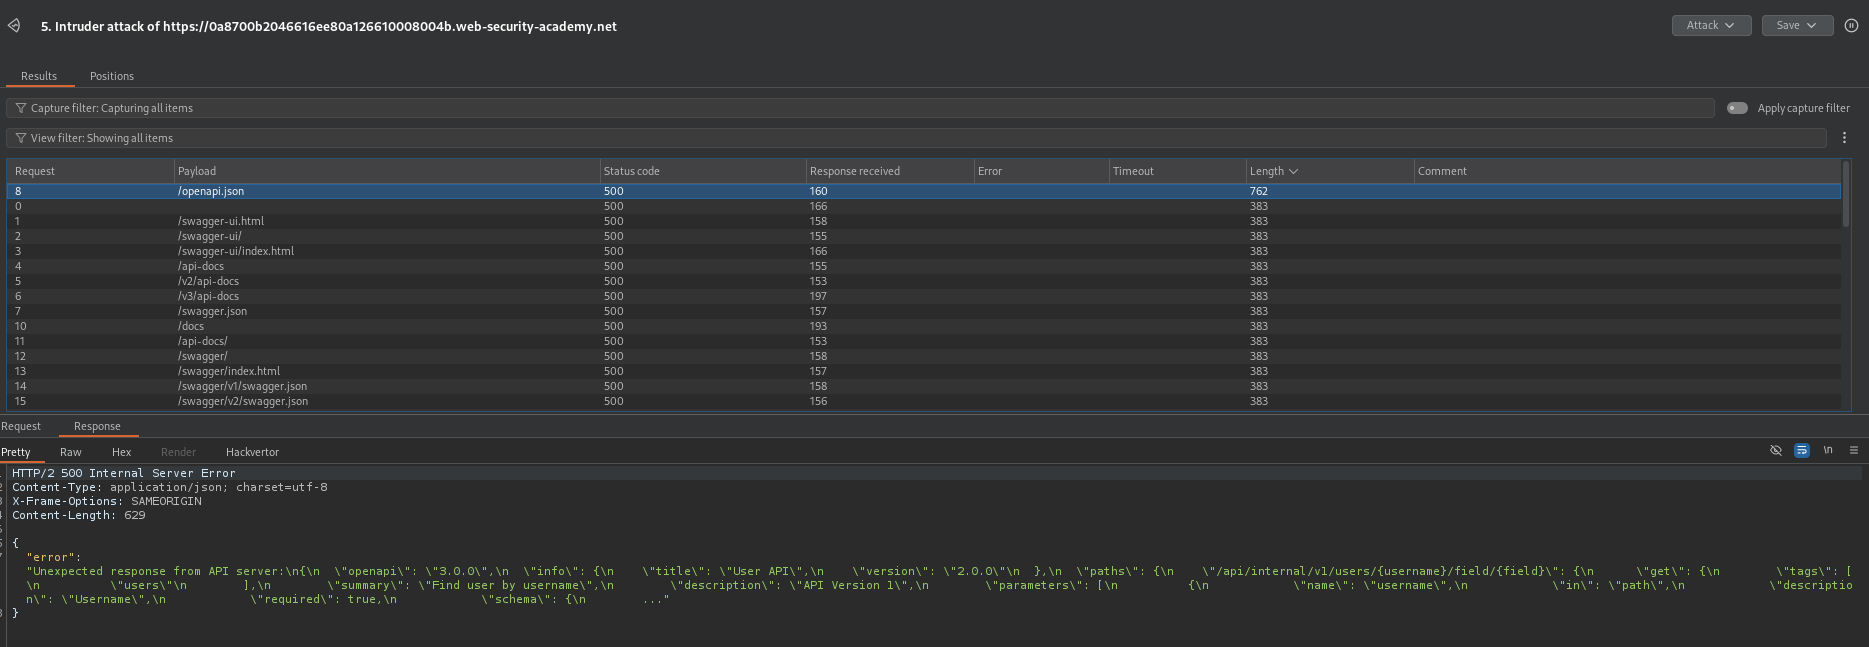 5. Intruder attack of https://0a8700b2046616ee80a126610008004b.web-security-academy.net
Attack
Save
Results Positions
Capture filter: Capturing all items
Apply capture filter
View filter: Showing all items
Request Payload Status code Response received Error Timeout Length Comment
8 /openapi.json 500 160 762
0 500 166 383
1 /swagger-ui.html 500 158 383
2 /swagger-ui/ 500 155 383
3 /swagger-ui/index.html 500 166 383
4 /api-docs 500 155 383
5 /v2/api-docs 500 153 383
6 /v3/api-docs 500 197 383
7 /swagger.json 500 157 383
10 /docs 500 193 383
11 /api-docs/ 500 153 383
12 /swagger/ 500 158 383
13 /swagger/index.html 500 157 383
14 /swagger/v1/swagger.json 500 158 383
15 /swagger/v2/swagger.json 500 156 383
Request Response
Pretty Raw Hex Render Hackvertor
\n
HTTP/2 500 Internal Server Error
Content-Type: application/json; charset=utf-8
X-Frame-Options: SAMEORIGIN
Content-Length: 629
{
"error":
"Unexpected response from API server:\n{\n  \"openapi\": \"3.0.0\",\n  \"info\": {\n    \"title\": \"User API\",\n    \"version\": \"2.0.0\"\n  },\n  \"paths\": {\n    \"/api/internal/v1/users/{username}/field/{field}\": {\n      \"get\": {\n        \"tags\": [
\n          \"users\"\n        ],\n        \"summary\": \"Find user by username\",\n        \"description\": \"API Version 1\",\n        \"parameters\": [\n          {\n            \"name\": \"username\",\n            \"in\": \"path\",\n            \"descriptio
n\": \"Username\",\n            \"required\": true,\n            \"schema\": {\n        ..."
}